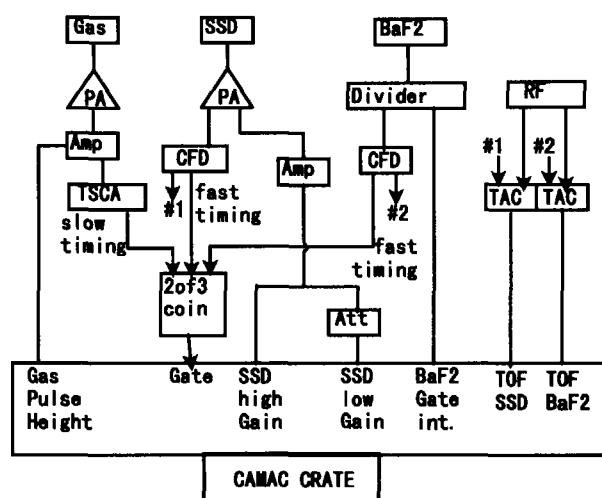 Gas
SSD
BaF2
PA
PA
Divider
RF
Amp
CFD
Amp
CFD
#1
#2
TSCA
#1
fast
timing
#2
TAC
TAC
slow
timing
fast
timing
2of3
coin
Att
Gas
Pulse
Height
Gate
SSD
high
Gain
SSD
low
Gain
BaF2
Gate
int.
TOF
SSD
TOF
BaF2
CAMAC CRATE